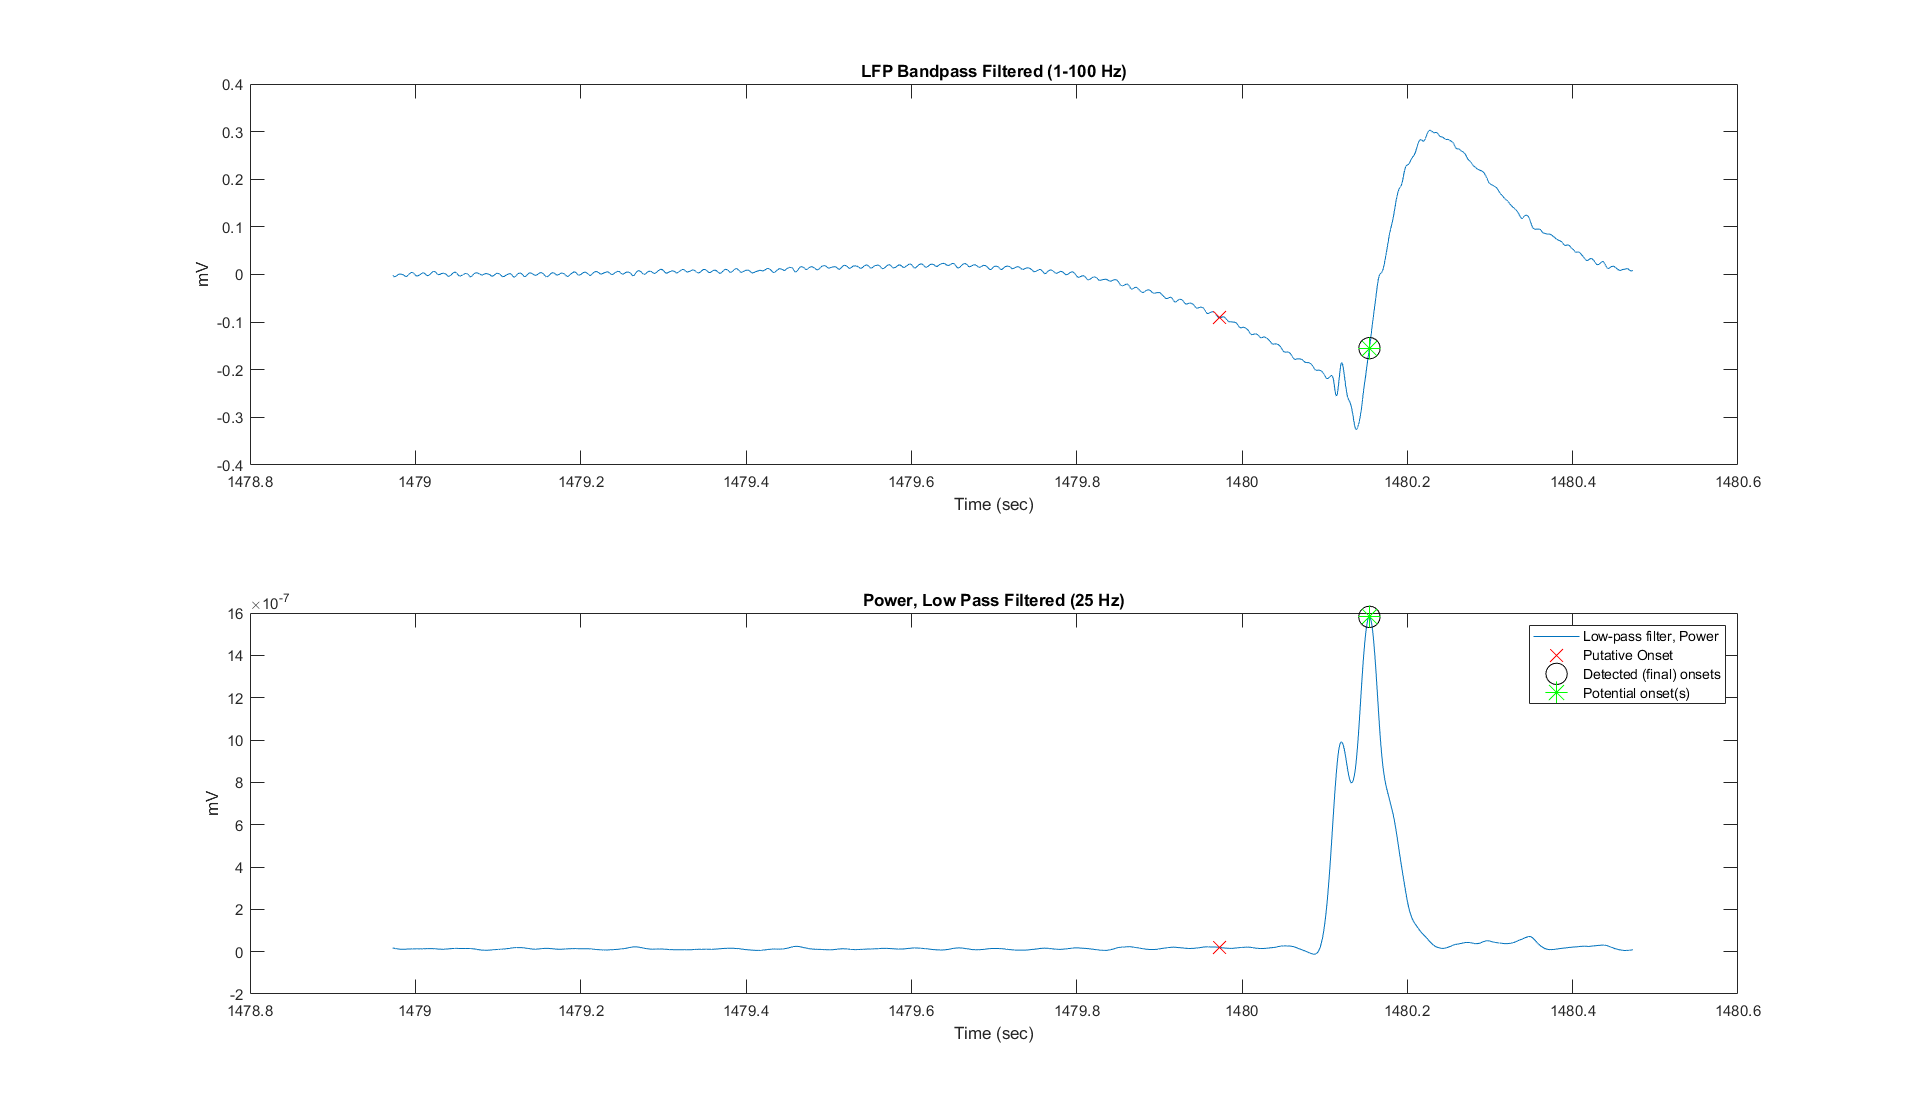 LFP Bandpass Filtered (1-100 Hz)
0.4
0.3
0.2
0.1
0
-0.1
-0.2
-0.3
-0.4
mV
1478.8 1479 1479.2 1479.4 1479.6 1479.8 1480 1480.2 1480.4 1480.6
Time (sec)
Power, Low Pass Filtered (25 Hz)
×10-7
16
14
12
10
8
6
4
2
0
-2
mV
Low-pass filter, Power
Putative Onset
Detected (final) onsets
Potential onset(s)
1478.8 1479 1479.2 1479.4 1479.6 1479.8 1480 1480.2 1480.4 1480.6
Time (sec)